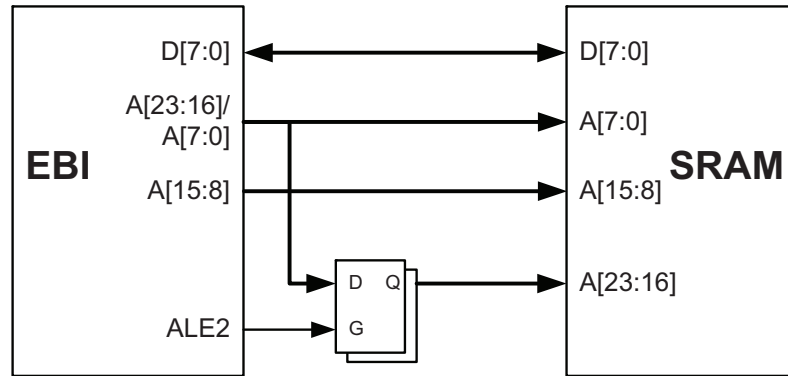 D[7:0]
D[7:0]
A[23:16]/
A[7:0]
A[7:0]
EBI
SRAM
A[15:8]
A[15:8]
D Q
A[23:16]
ALE2
G